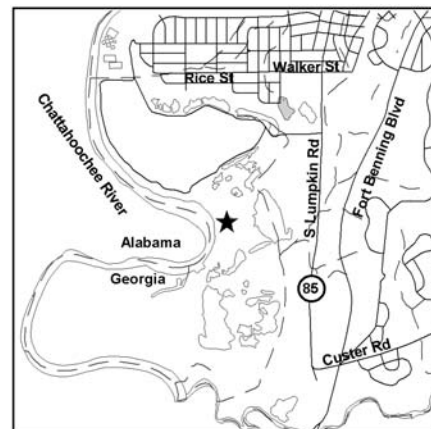 Walker St
Rice St
Chattahoochee River
S Lumpkin Rd
Fort Benning Blvd
Alabama
Georgia
85
Custer Rd